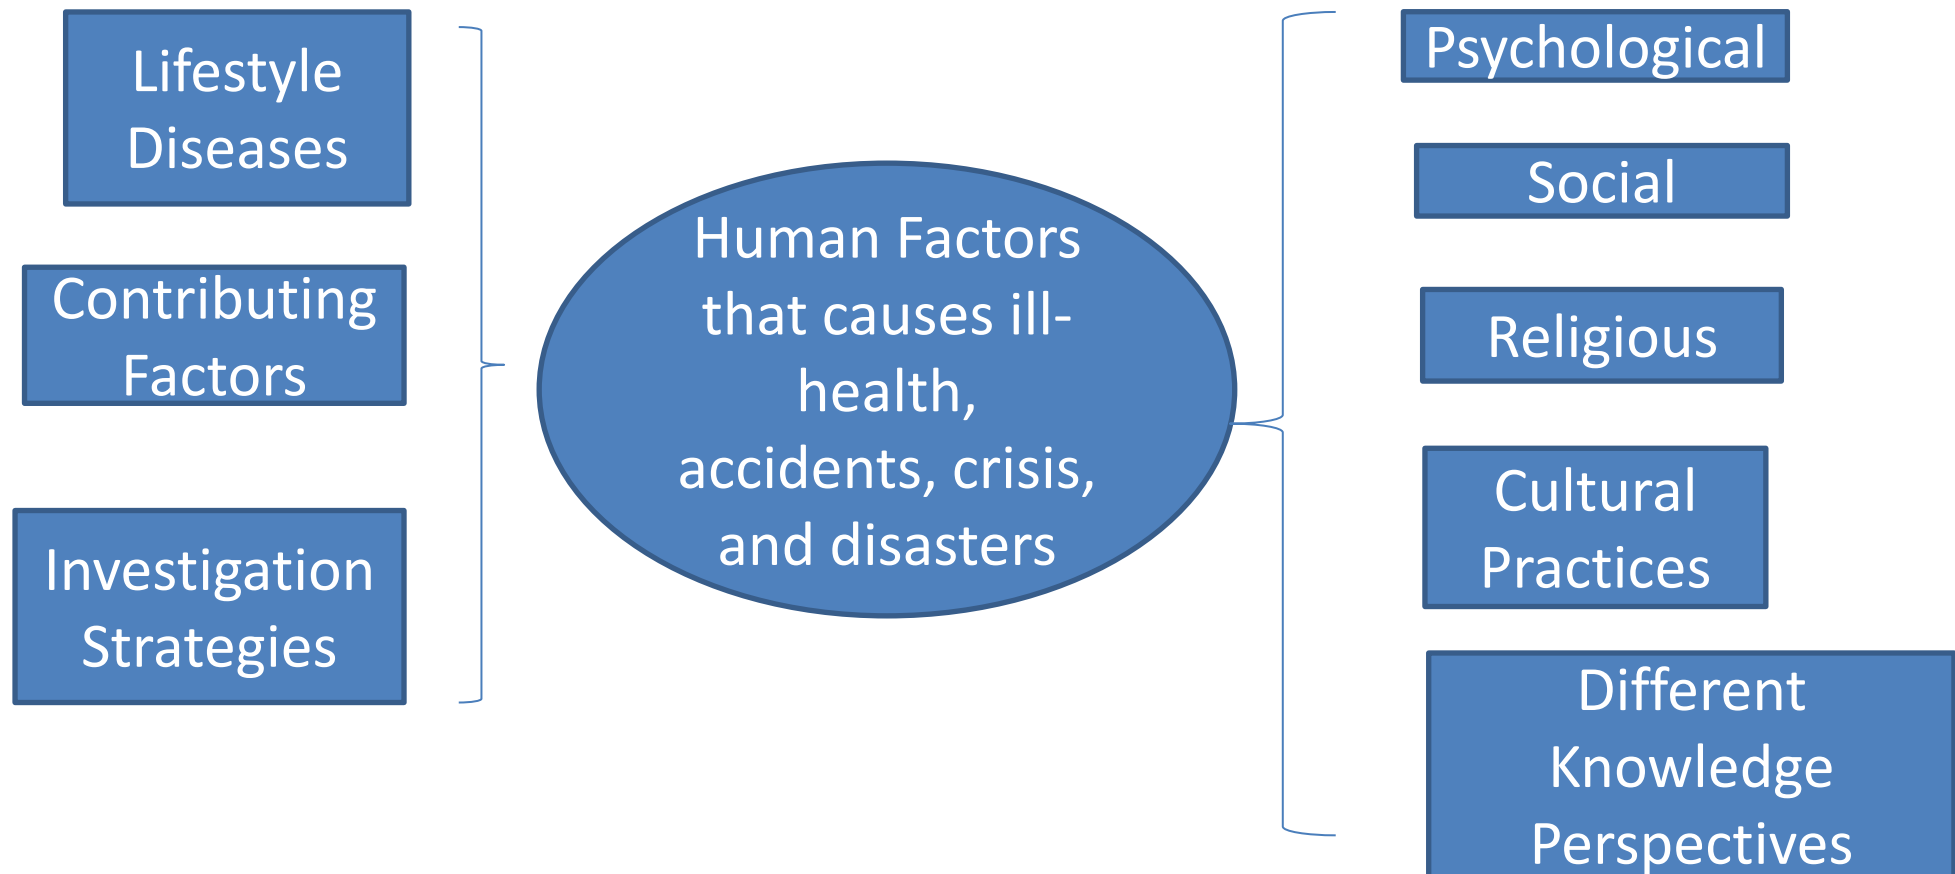 Lifestyle
Diseases
Contributing
Factors
Investigation
Strategies
Human Factors
that causes ill-
health,
accidents, crisis,
and disasters
Psychological
Social
Religious
Cultural
Practices
Different
Knowledge
Perspectives